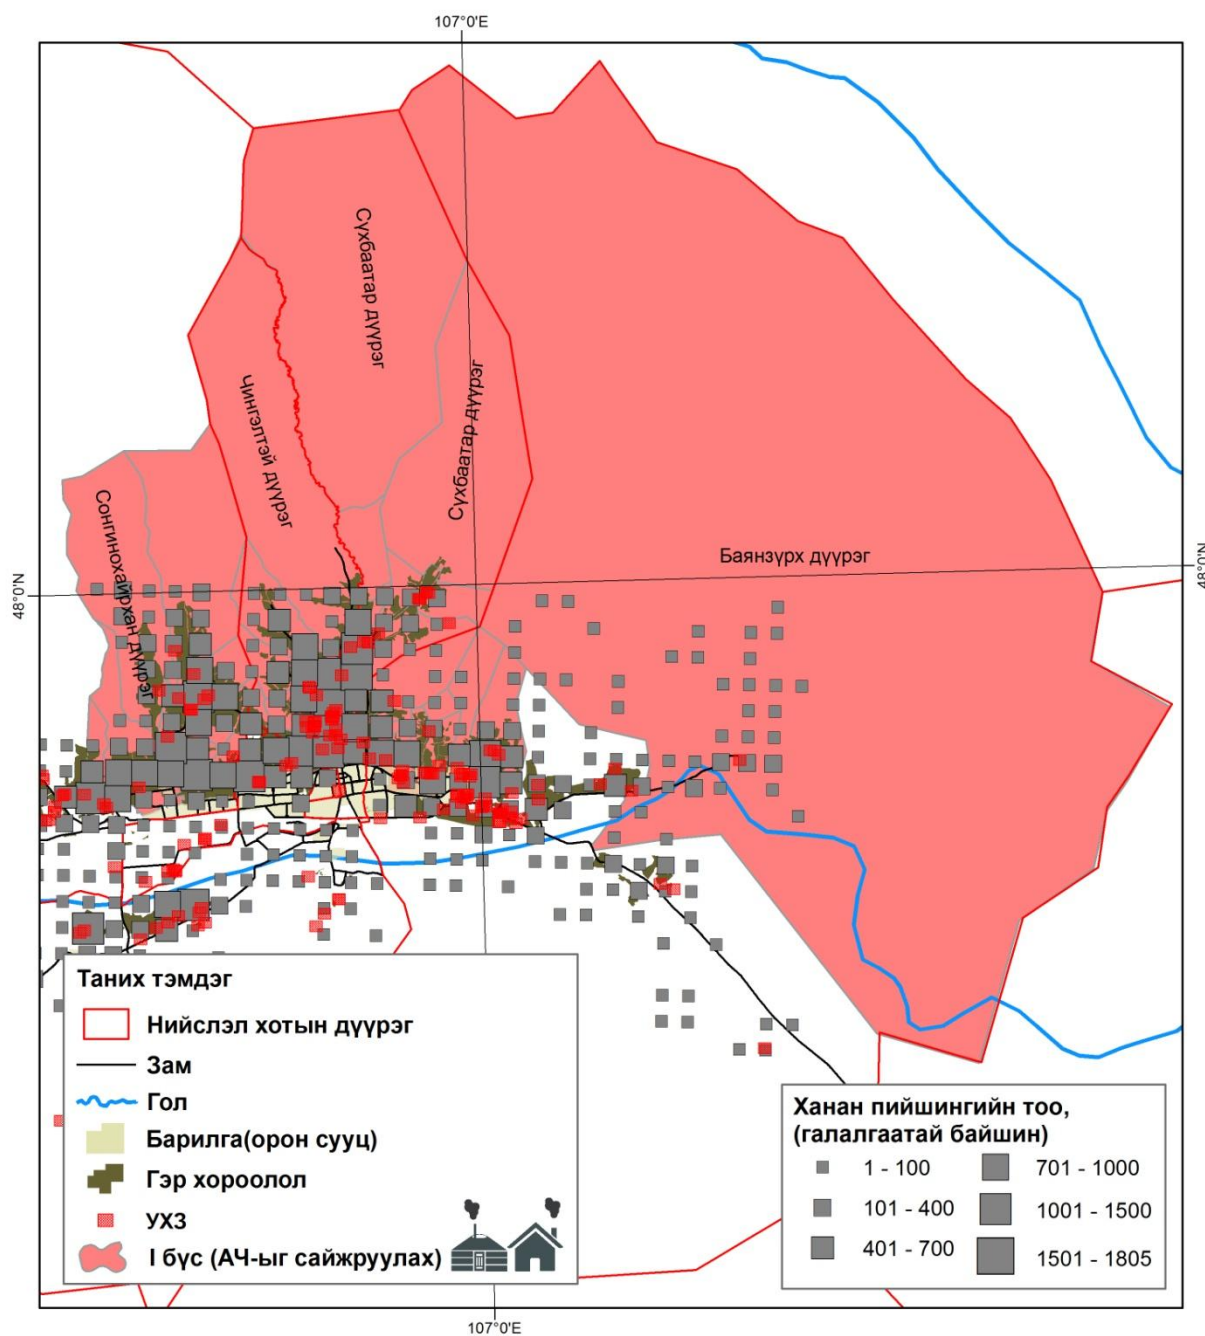 107°0'E
Сүхбаатар дүүрэг
Чингэлтэй дүүрэг
Сүхбаатар дүүрэг
Сонгинохайрхан дүүрэг
Баянзүрх дүүрэг
48°0'N
48°0'N
Таних тэмдэг
Нийслэл хотын дүүрэг
Зам
Гол
Барилга(орон сууц)
Гэр хороолол
УХЗ
I бүс (АЧ-ыг сайжруулах)
Ханан пийшингийн тоо,
(галалгаатай байшин)
1 - 100
701 - 1000
101 - 400
1001 - 1500
401 - 700
1501 - 1805
107°0'E